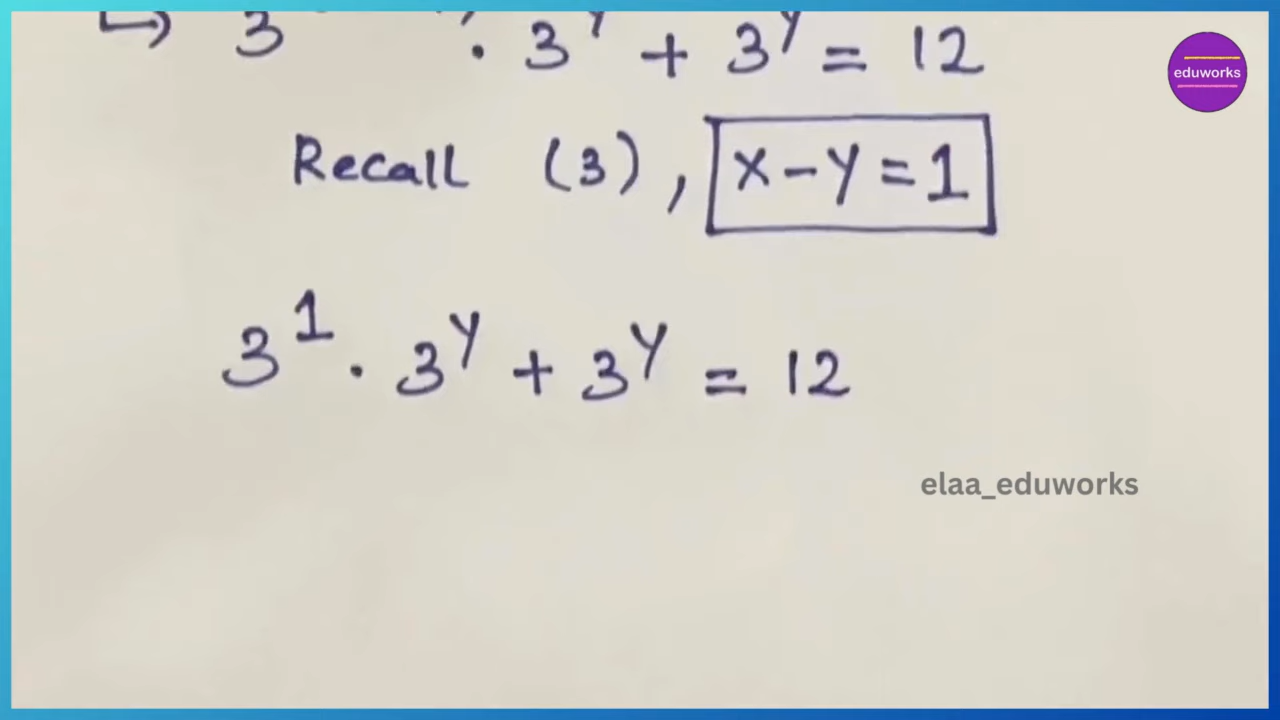 ↳ 3 . 3^y + 3^y = 12
eduworks
Recall (3), x - y = 1
3^1 . 3^y + 3^y = 12
elaa_eduworks